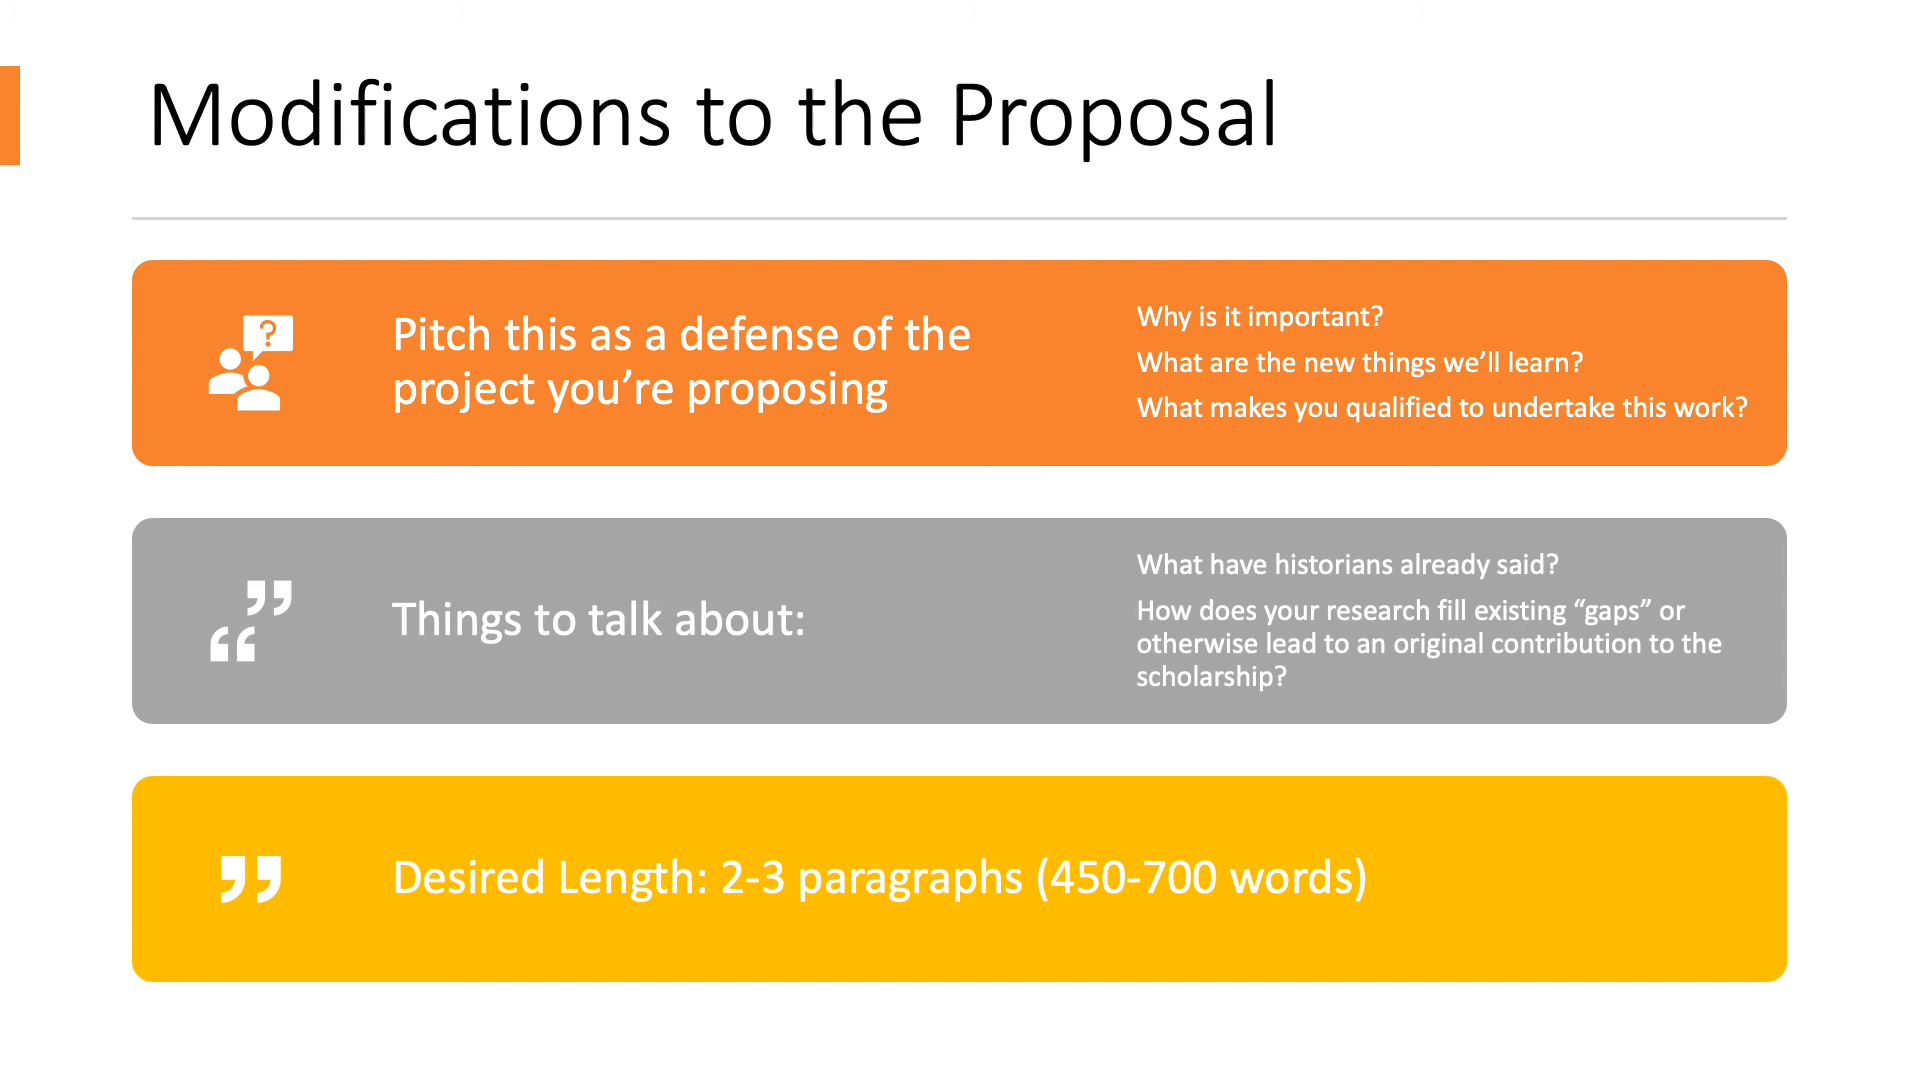 Modifications to the Proposal
?
Pitch this as a defense of the
project you’re proposing
Why is it important?
What are the new things we’ll learn?
What makes you qualified to undertake this work?
Things to talk about:
What have historians already said?
How does your research fill existing “gaps” or
otherwise lead to an original contribution to the
scholarship?
Desired Length: 2-3 paragraphs (450-700 words)